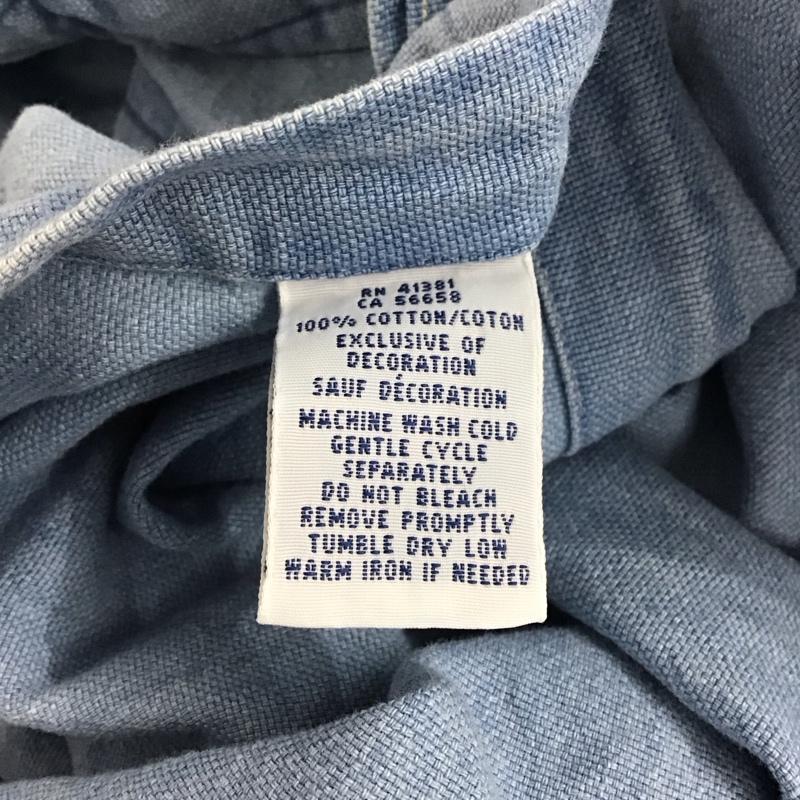 RN 41381
CA 56658
100% COTTON/COTON
EXCLUSIVE OF
DECORATION
SAUF DÉCORATION
MACHINE WASH COLD
GENTLE CYCLE
SEPARATELY
DO NOT BLEACH
REMOVE PROMPTLY
TUMBLE DRY LOW
WARM IRON IF NEEDED